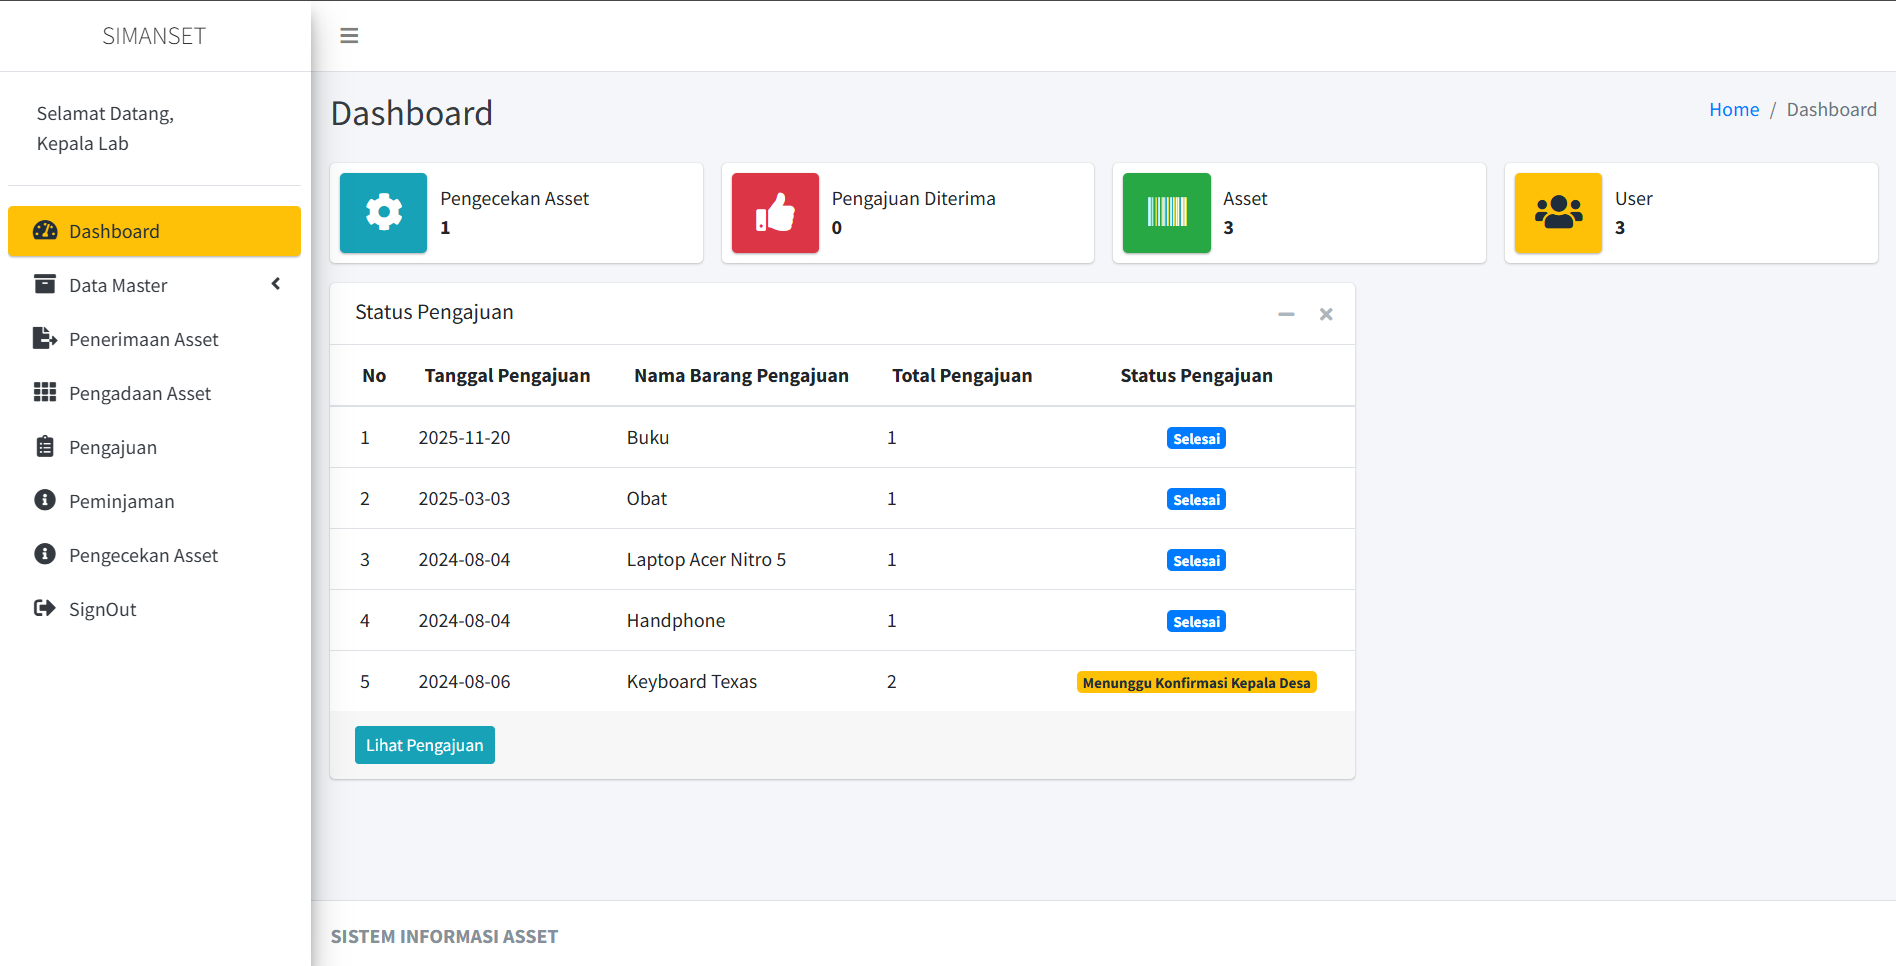 SIMANSET
Selamat Datang,
Kepala Lab
Dashboard
Data Master
Penerimaan Asset
Pengadaan Asset
Pengajuan
Peminjaman
Pengecekan Asset
SignOut
Dashboard
Home / Dashboard
Pengecekan Asset
1
Pengajuan Diterima
0
Asset
3
User
3
Status Pengajuan
No Tanggal Pengajuan Nama Barang Pengajuan Total Pengajuan Status Pengajuan
1 2025-11-20 Buku 1 Selesai
2 2025-03-03 Obat 1 Selesai
3 2024-08-04 Laptop Acer Nitro 5 1 Selesai
4 2024-08-04 Handphone 1 Selesai
5 2024-08-06 Keyboard Texas 2 Menunggu Konfirmasi Kepala Desa
Lihat Pengajuan
SISTEM INFORMASI ASSET